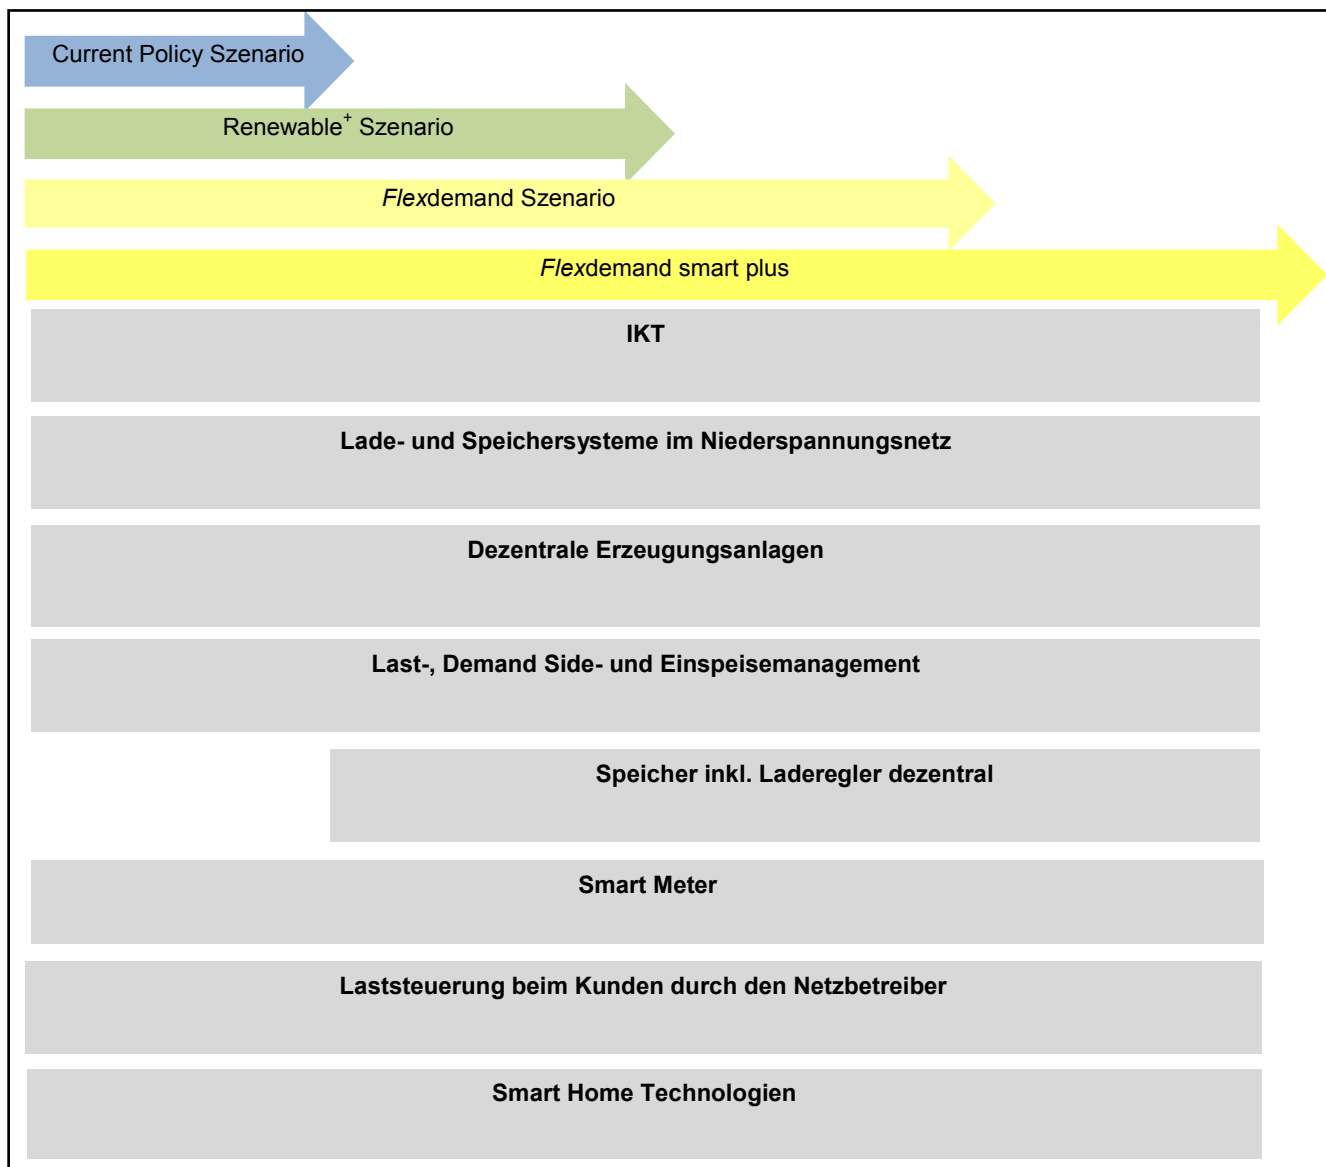 Current Policy Szenario
Renewable+ Szenario
Flexdemand Szenario
Flexdemand smart plus
IKT
Lade- und Speichersysteme im Niederspannungsnetz
Dezentrale Erzeugungsanlagen
Last-, Demand Side- und Einspeisemanagement
Speicher inkl. Laderegler dezentral
Smart Meter
Laststeuerung beim Kunden durch den Netzbetreiber
Smart Home Technologien